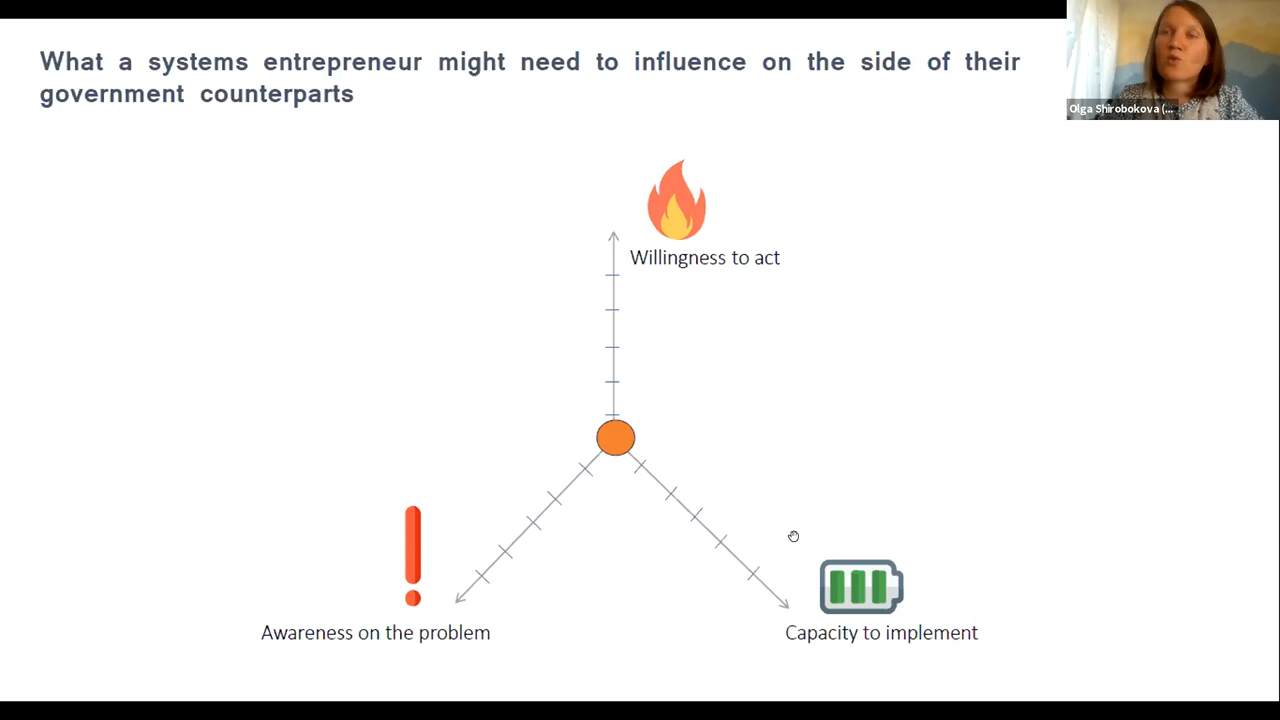 What a systems entrepreneur might need to influence on the side of their
government counterparts
Olga Shirobokova (...
Willingness to act
Awareness on the problem
Capacity to implement